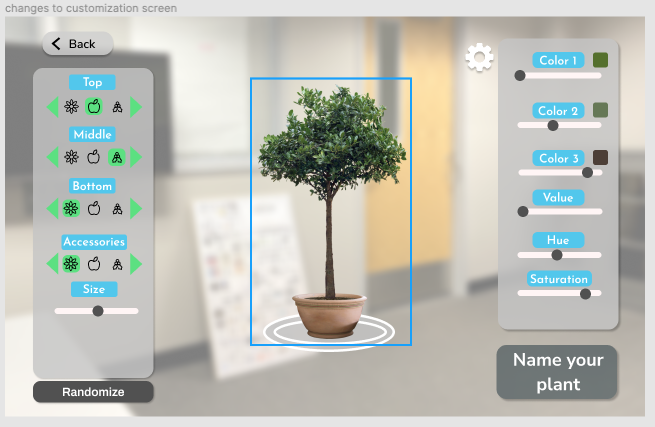 changes to customization screen
Back
Top
Middle
Bottom
Accessories
Size
Randomize
Color 1
Color 2
Color 3
Value
Hue
Saturation
Name your
plant